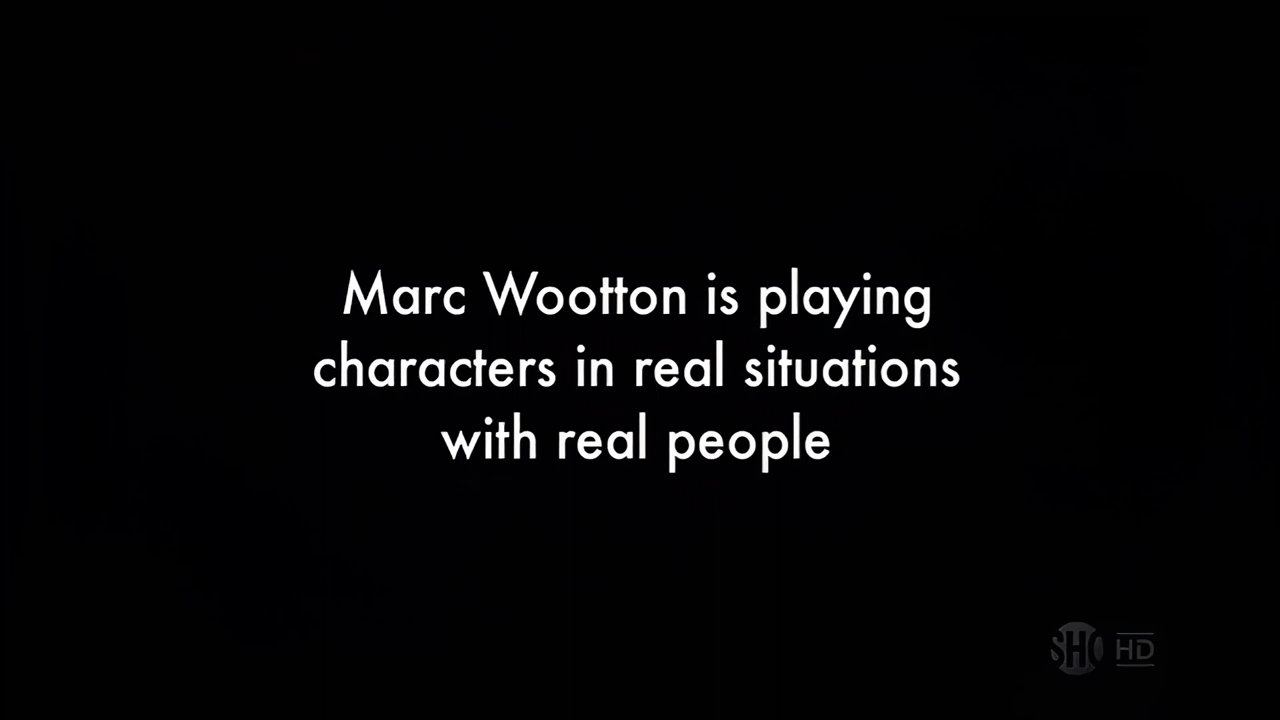 Marc Wootton is playing
characters in real situations
with real people
SHO HD